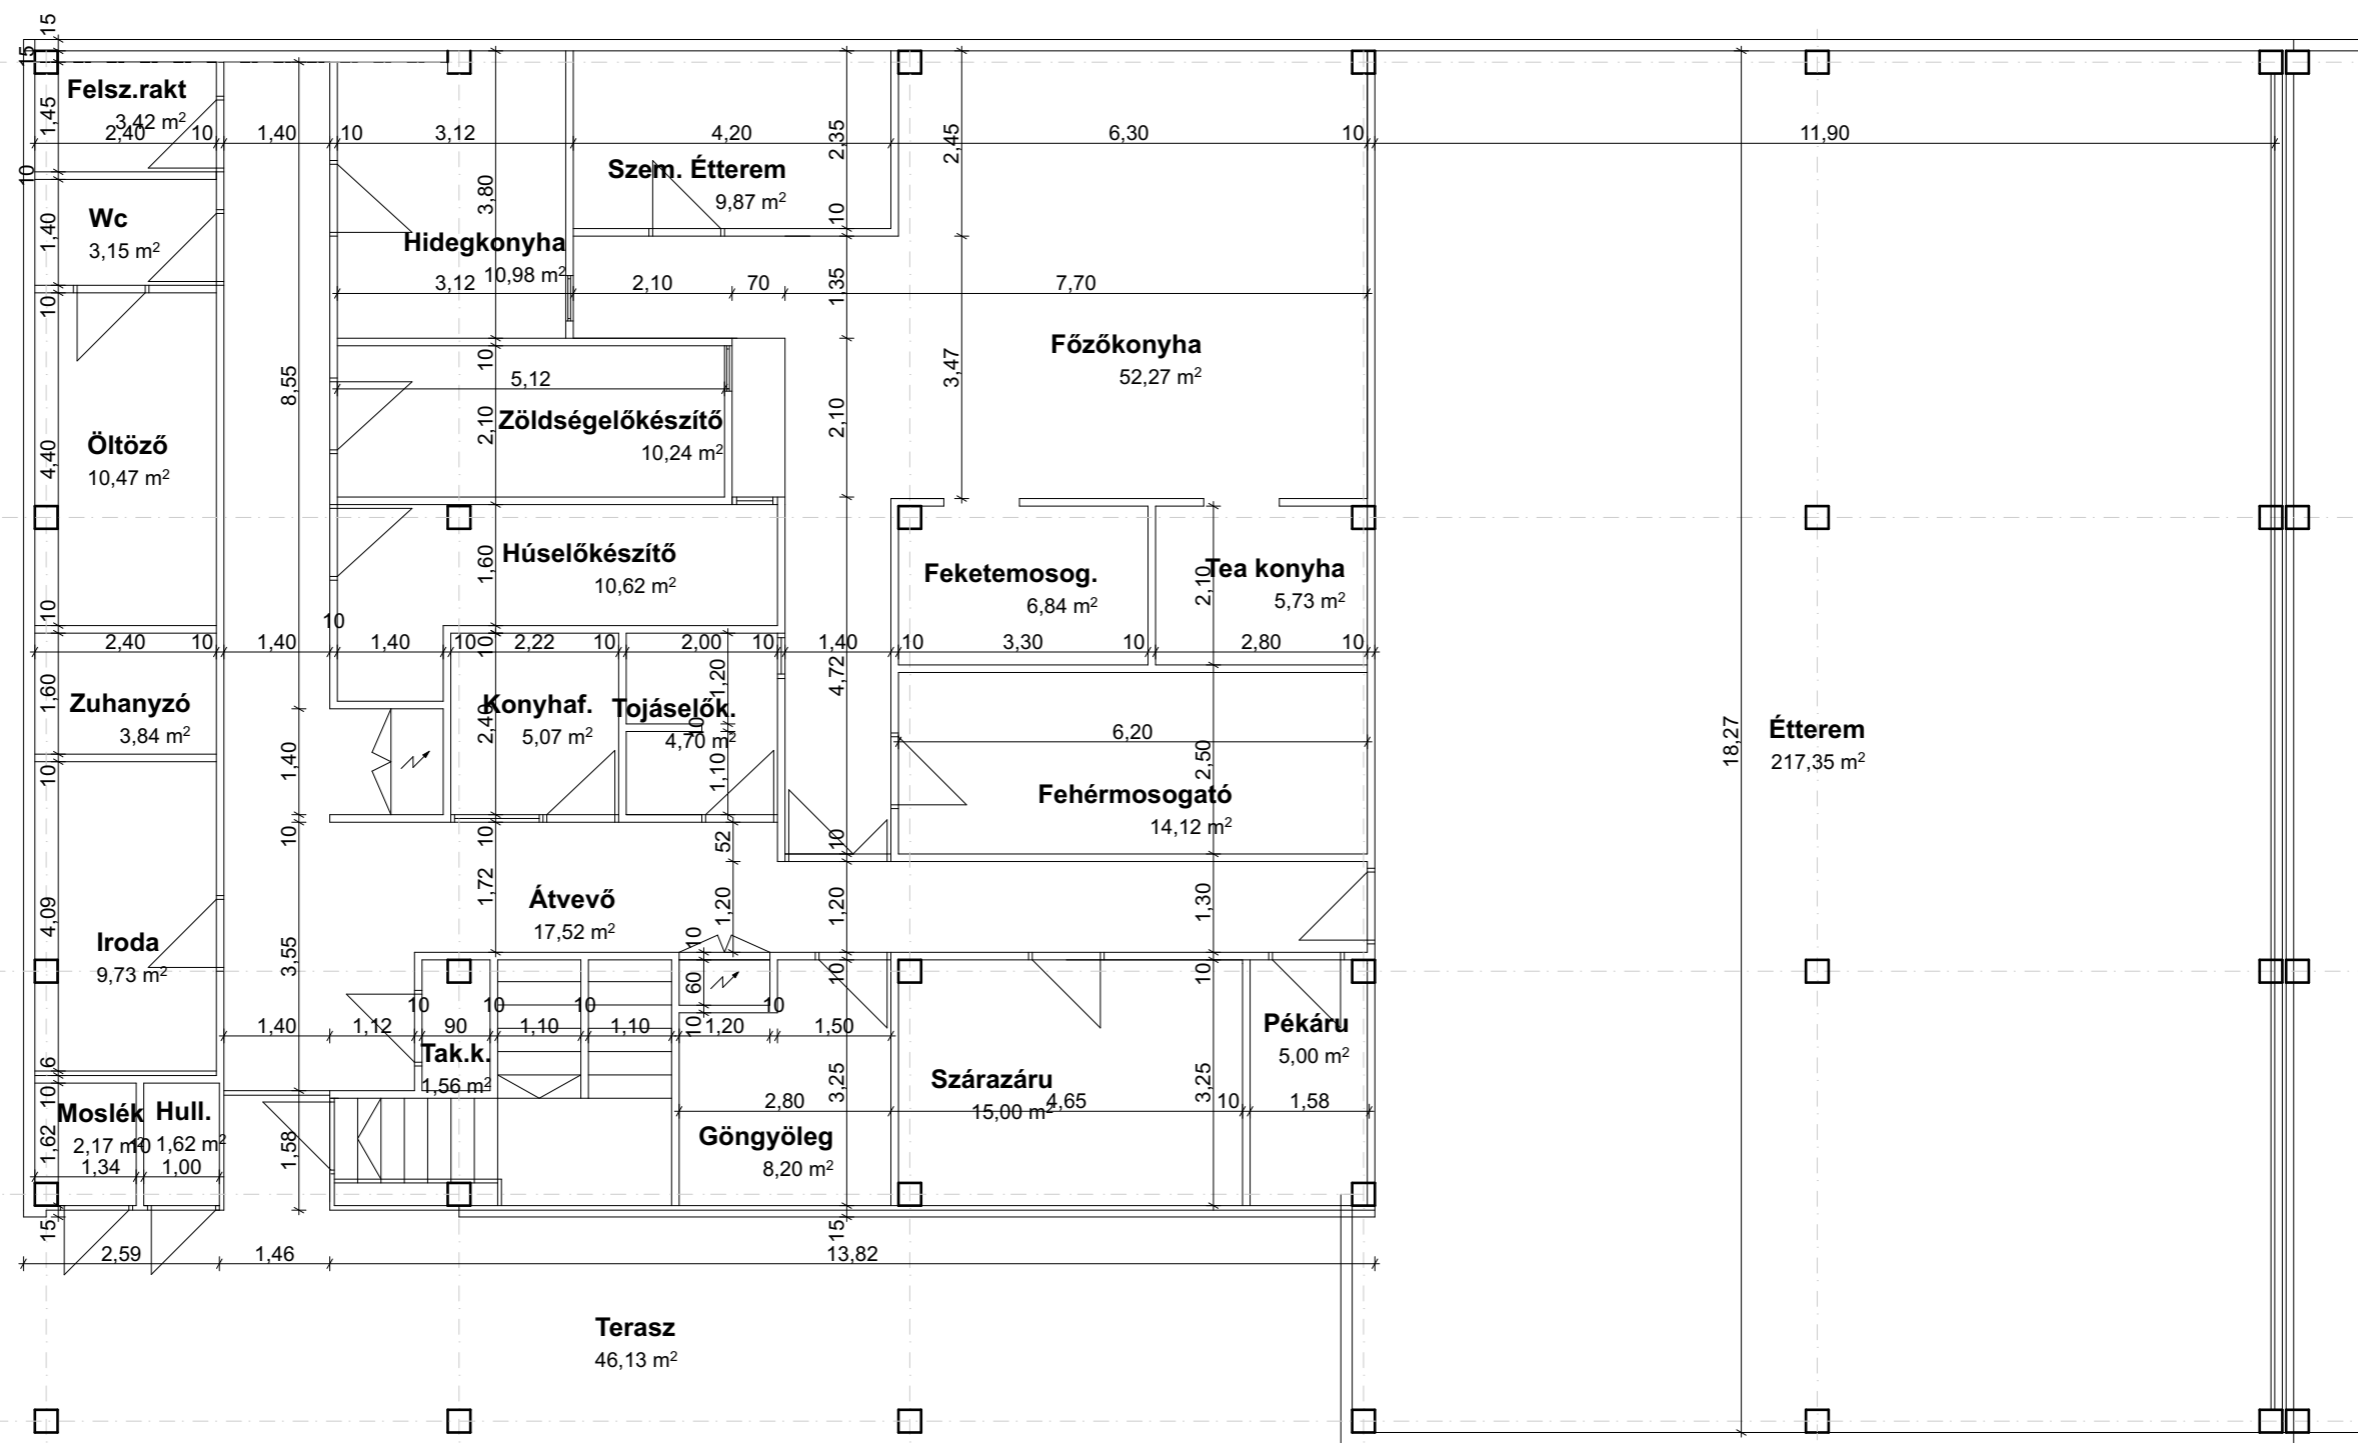 15
15
Felsz.rakt
3,42 m²
1,45
2,40
10
1,40
10
3,12
4,20
2,35
2,45
6,30
10
11,90
10
Szem. Étterem
9,87 m²
3,80
Wc
3,15 m²
1,40
10
Hidegkonyha
10,98 m²
3,12
2,10
70
1,35
7,70
10
Főzőkonyha
52,27 m²
3,47
8,55
10
5,12
Zöldségelőkészítő
10,24 m²
2,10
2,10
Öltöző
10,47 m²
4,40
Húselőkészítő
10,62 m²
1,60
Feketemosog.
6,84 m²
Tea konyha
5,73 m²
2,10
10
10
2,40
10
1,40
1,40
10
10
2,22
10
2,00
10
1,40
10
3,30
10
2,80
10
Zuhanyzó
3,84 m²
1,60
Konyhaf.
5,07 m²
2,40
Tojáselők.
4,70 m²
1,20
10
1,10
4,72
6,20
2,50
Fehérmosogató
14,12 m²
18,27
Étterem
217,35 m²
10
1,40
10
10
52
10
1,72
Átvevő
17,52 m²
1,20
1,20
1,30
4,09
Iroda
9,73 m²
3,55
10
60
10
10
10
10
10
10
10
10
1,40
1,12
90
1,10
1,10
1,20
1,50
Tak.k.
1,56 m²
Pékáru
5,00 m²
6
10
Moslék
2,17 m²
10
Hull.
1,62 m²
1,62
1,34
1,00
1,58
2,80
3,25
Göngyöleg
8,20 m²
Szárazáru
15,00 m²
4,65
3,25
10
1,58
15
15
2,59
1,46
13,82
Terasz
46,13 m²